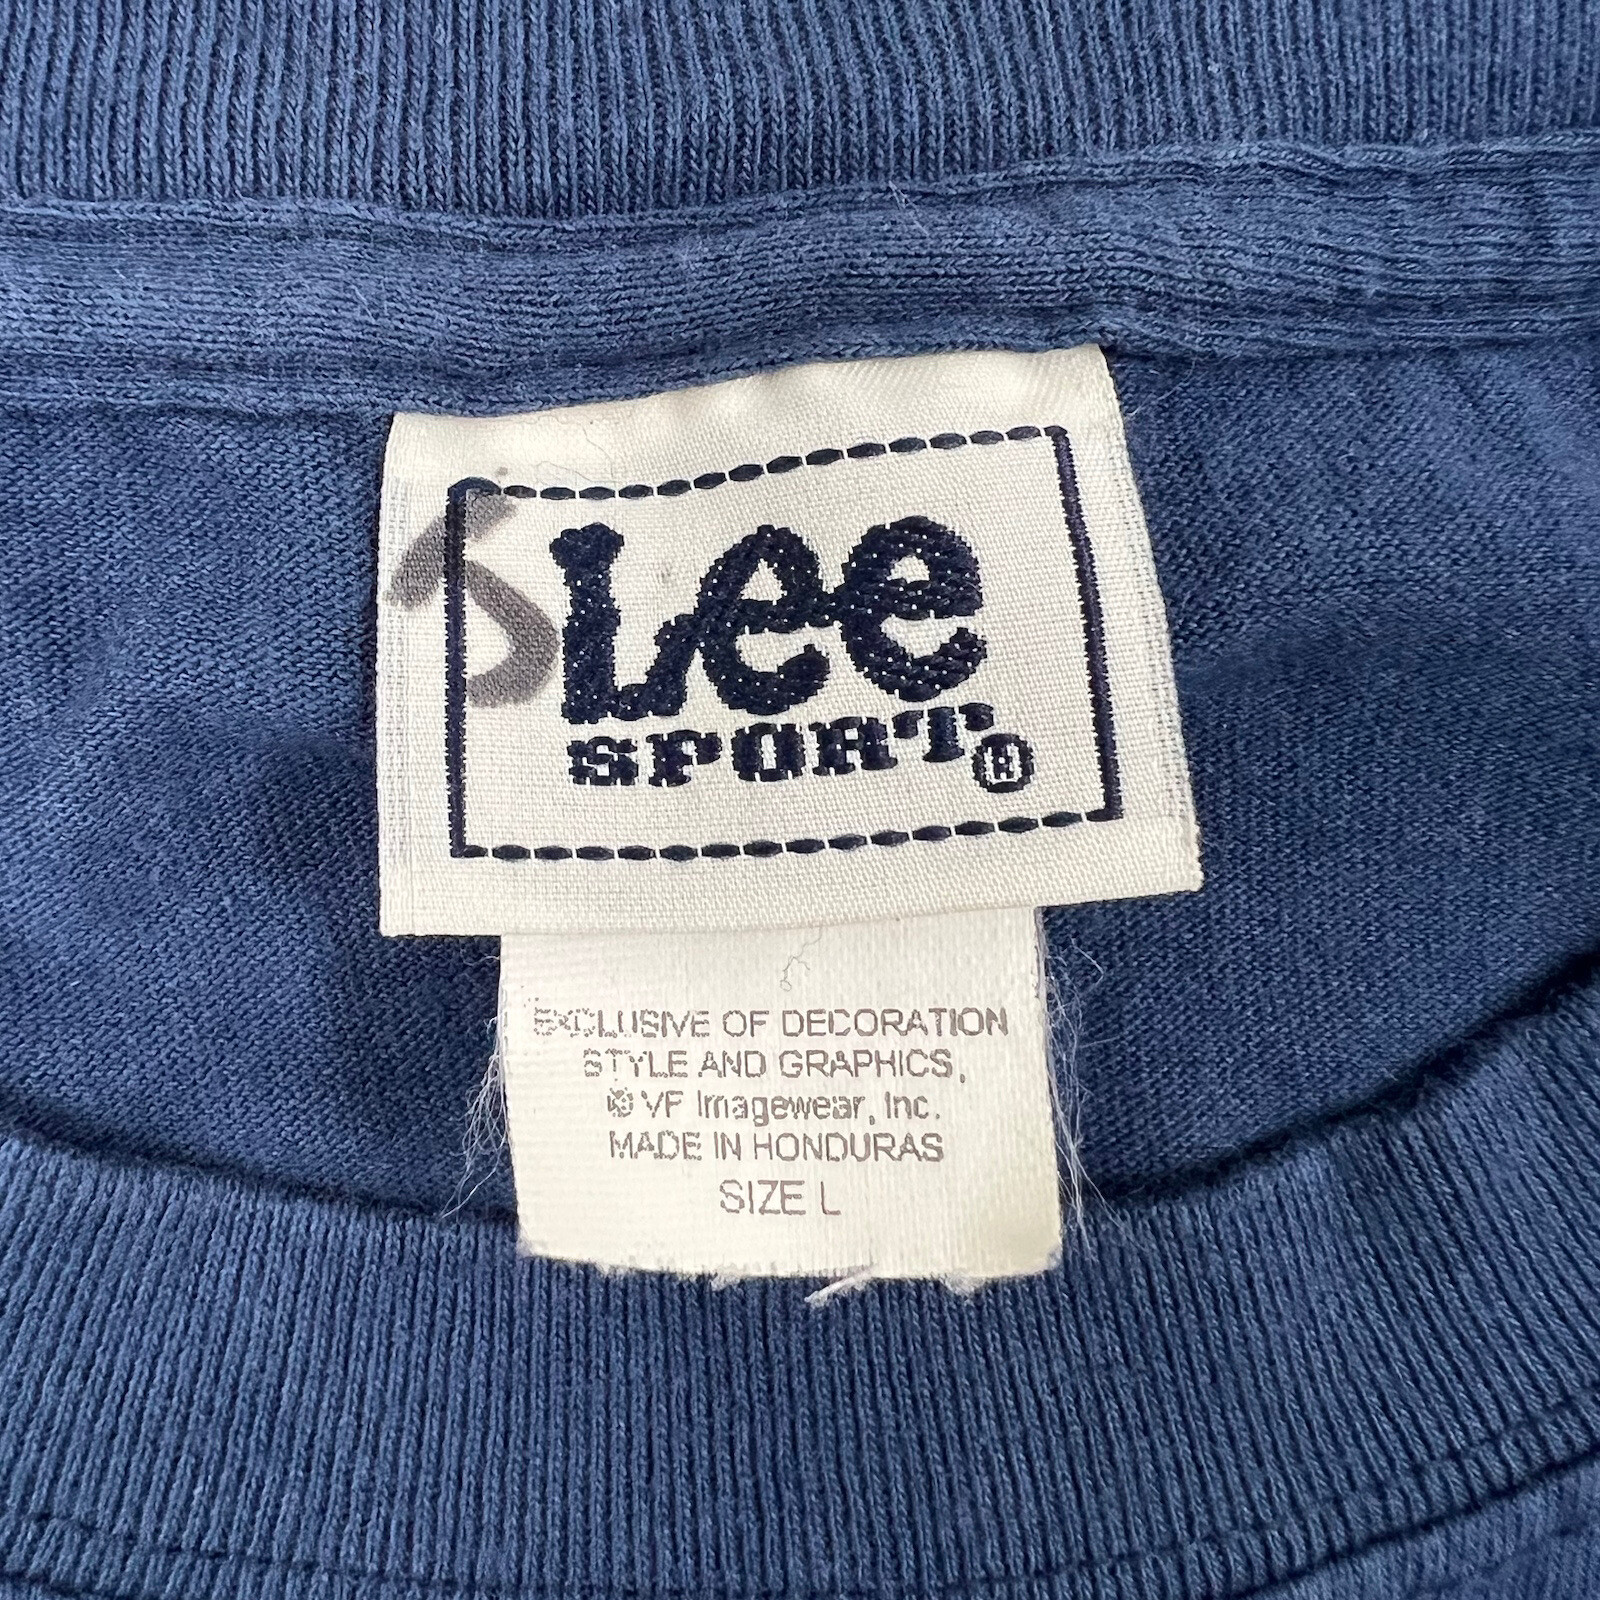 S
Lee
SPORT®
EXCLUSIVE OF DECORATION
STYLE AND GRAPHICS,
© VF Imagewear, Inc.
MADE IN HONDURAS
SIZE L